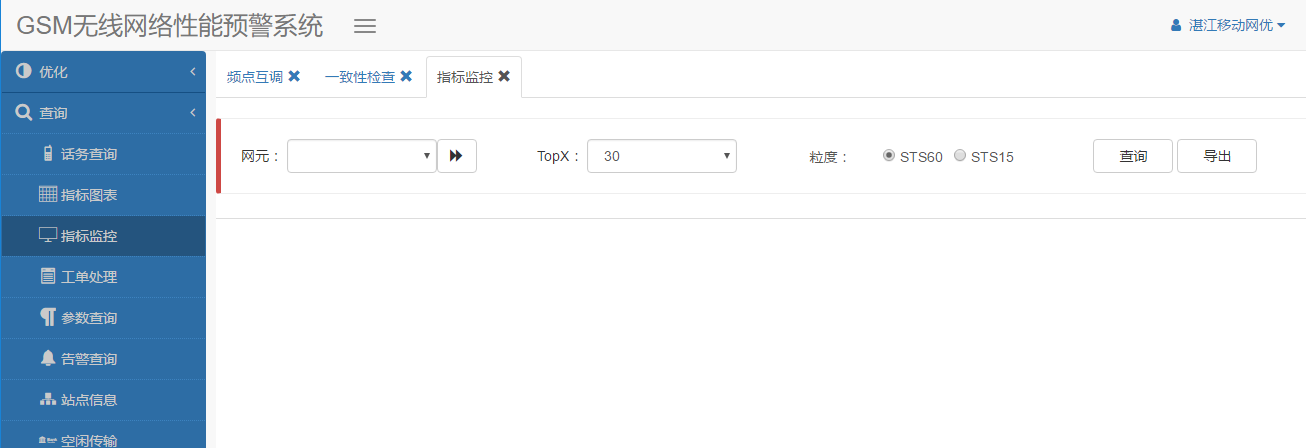 GSM无线网络性能预警系统
湛江移动网优
优化
查询
话务查询
指标图表
指标监控
工单处理
参数查询
告警查询
站点信息
空闲传输
频点互调 一致性检查 指标监控
网元： TopX： 30 粒度： STS60 STS15 查询 导出